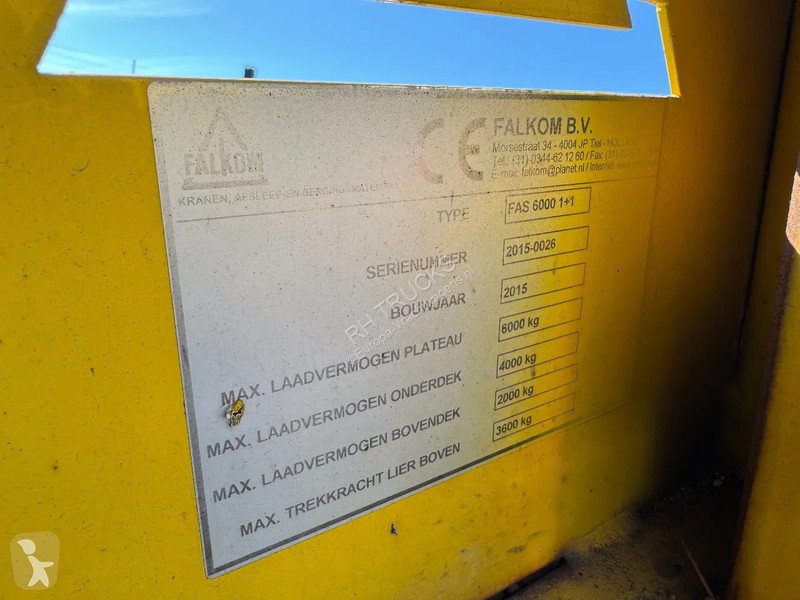 FALKOM
KRANEN, AFSLEEP EN BERGINGSMATERIEEL
CE
FALKOM B.V.
Morsestraat 34 - 4004 JP Tiel - HOLLAND
Tel.: (31)-0344-62 12 60 / Fax:
E-mail: falkom@planet.nl / Internet:
TYPE FAS 6000 1+1
SERIENUMMER 2015-0026
BOUWJAAR 2015
MAX. LAADVERMOGEN PLATEAU 6000 kg
MAX. LAADVERMOGEN ONDERDEK 4000 kg
MAX. LAADVERMOGEN BOVENDEK 2000 kg
MAX. TREKKRACHT LIER BOVEN 3600 kg
RH TRUCKS